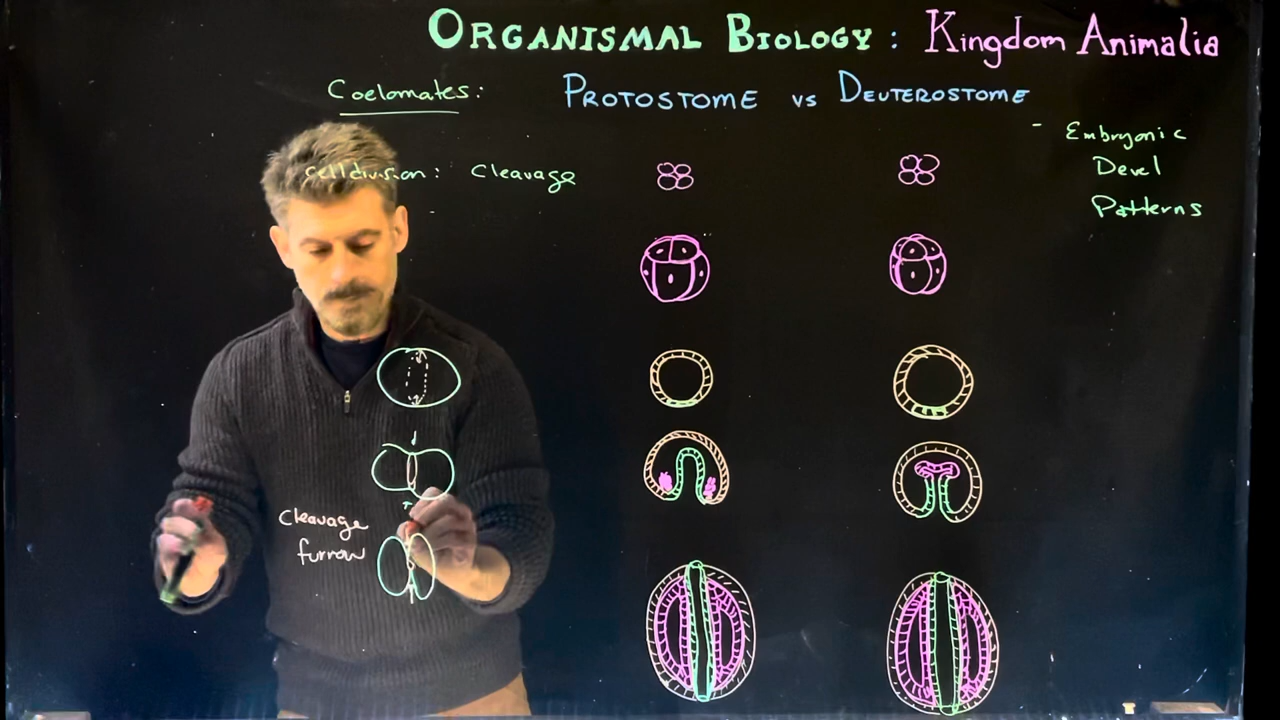 ORGANISMAL BIOLOGY: Kingdom Animalia
Coelomates: PROTOSTOME vs DEUTEROSTOME
- Embryonic
Devel
Patterns
cell division: Cleavage
Cleavage
furrow